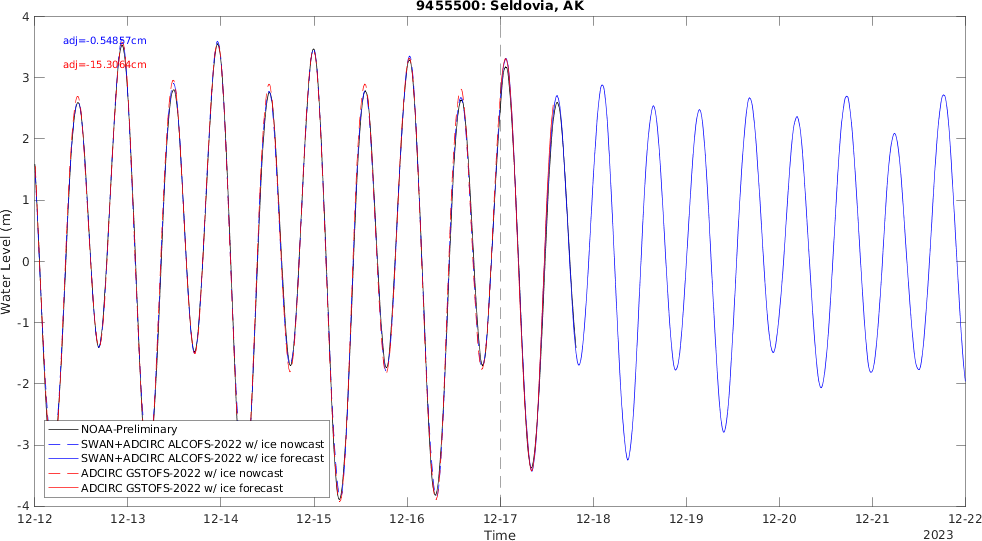 9455500: Seldovia, AK
adj=-0.54857cm
adj=-15.3064cm
Water Level (m)
4
3
2
1
0
-1
-2
-3
-4
NOAA-Preliminary
SWAN+ADCIRC ALCOFS-2022 w/ ice nowcast
SWAN+ADCIRC ALCOFS-2022 w/ ice forecast
ADCIRC GSTOFS-2022 w/ ice nowcast
ADCIRC GSTOFS-2022 w/ ice forecast
12-12 12-13 12-14 12-15 12-16 12-17 12-18 12-19 12-20 12-21 12-22
Time
2023